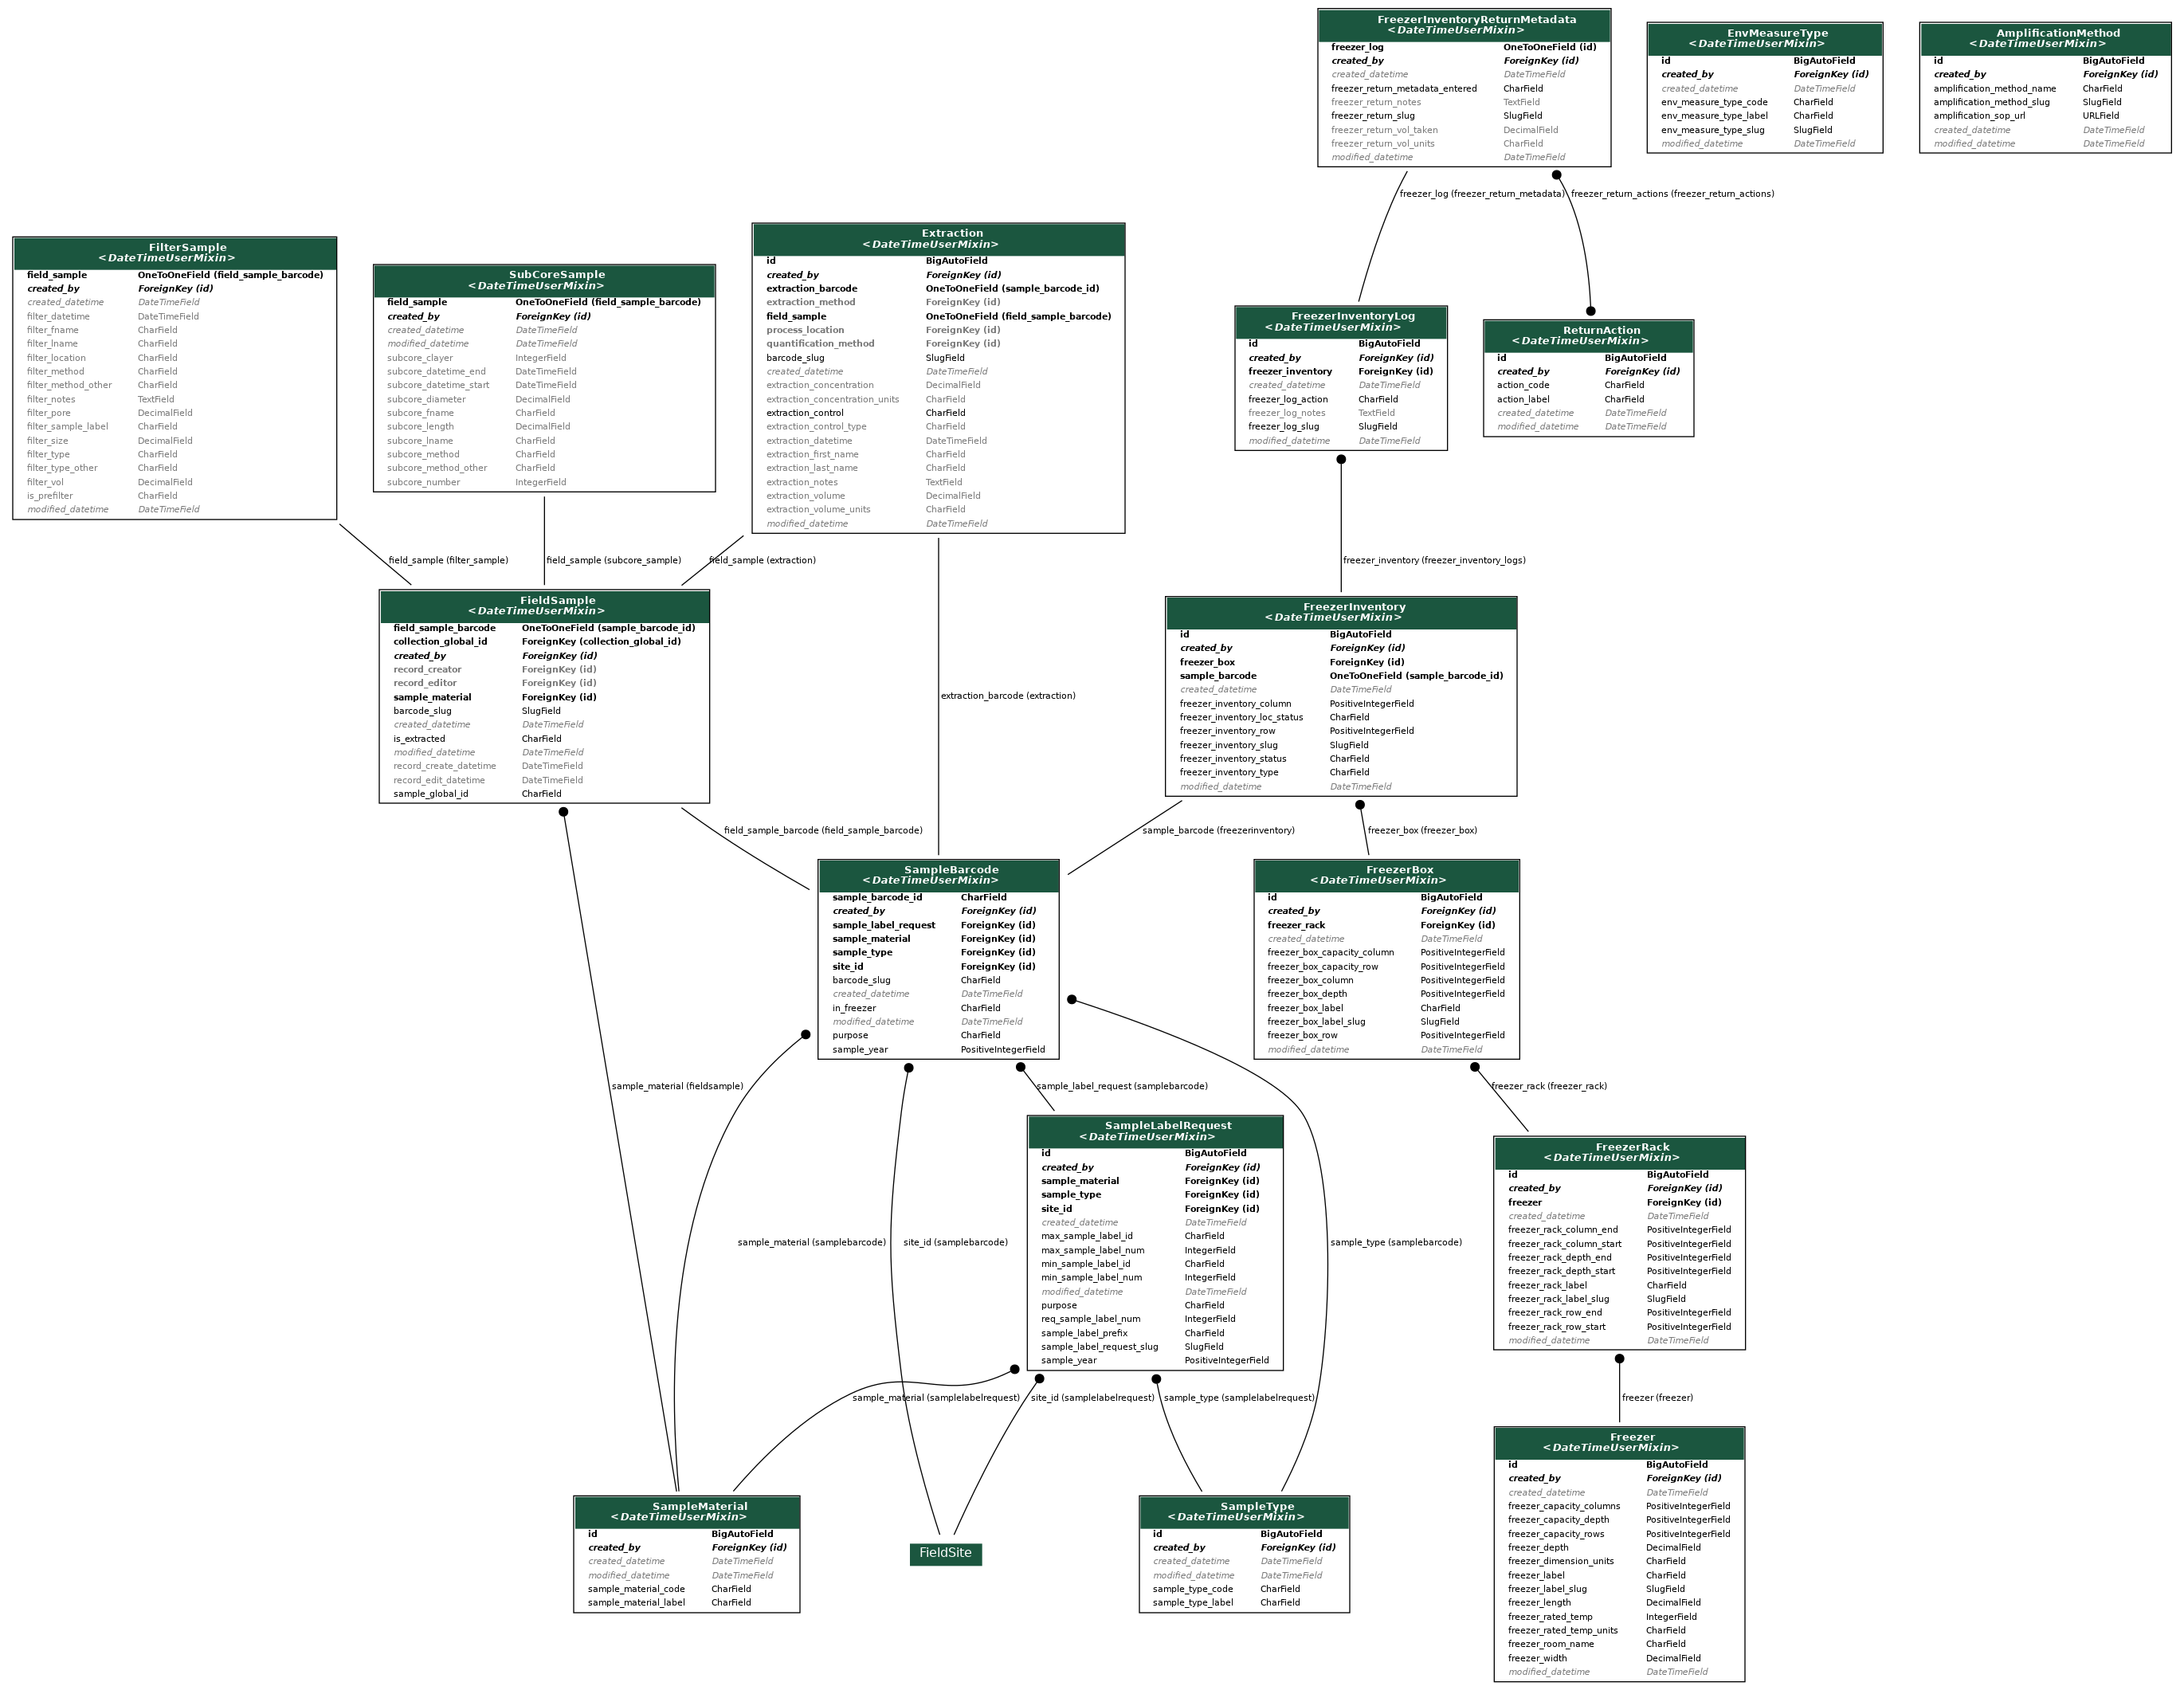 FreezerInventoryReturnMetadata
<DateTimeUserMixin>
freezer_log OneToOneField (id)
created_by ForeignKey (id)
created_datetime DateTimeField
freezer_return_metadata_entered CharField
freezer_return_notes TextField
freezer_return_slug SlugField
freezer_return_vol_taken DecimalField
freezer_return_vol_units CharField
modified_datetime DateTimeField
EnvMeasureType
<DateTimeUserMixin>
id BigAutoField
created_by ForeignKey (id)
created_datetime DateTimeField
env_measure_type_code CharField
env_measure_type_label CharField
env_measure_type_slug SlugField
modified_datetime DateTimeField
AmplificationMethod
<DateTimeUserMixin>
id BigAutoField
created_by ForeignKey (id)
amplification_method_name CharField
amplification_method_slug SlugField
amplification_sop_url URLField
created_datetime DateTimeField
modified_datetime DateTimeField
freezer_log (freezer_return_metadata)
freezer_return_actions (freezer_return_actions)
FilterSample
<DateTimeUserMixin>
field_sample OneToOneField (field_sample_barcode)
created_by ForeignKey (id)
created_datetime DateTimeField
filter_datetime DateTimeField
filter_fname CharField
filter_lname CharField
filter_location CharField
filter_method CharField
filter_method_other CharField
filter_notes TextField
filter_pore DecimalField
filter_sample_label CharField
filter_size DecimalField
filter_type CharField
filter_type_other CharField
filter_vol DecimalField
is_prefilter CharField
modified_datetime DateTimeField
SubCoreSample
<DateTimeUserMixin>
field_sample OneToOneField (field_sample_barcode)
created_by ForeignKey (id)
created_datetime DateTimeField
modified_datetime DateTimeField
subcore_clayer IntegerField
subcore_datetime_end DateTimeField
subcore_datetime_start DateTimeField
subcore_diameter DecimalField
subcore_fname CharField
subcore_length DecimalField
subcore_lname CharField
subcore_method CharField
subcore_method_other CharField
subcore_number IntegerField
Extraction
<DateTimeUserMixin>
id BigAutoField
created_by ForeignKey (id)
extraction_barcode OneToOneField (sample_barcode_id)
extraction_method ForeignKey (id)
field_sample OneToOneField (field_sample_barcode)
process_location ForeignKey (id)
quantification_method ForeignKey (id)
barcode_slug SlugField
created_datetime DateTimeField
extraction_concentration DecimalField
extraction_concentration_units CharField
extraction_control CharField
extraction_control_type CharField
extraction_datetime DateTimeField
extraction_first_name CharField
extraction_last_name CharField
extraction_notes TextField
extraction_volume DecimalField
extraction_volume_units CharField
modified_datetime DateTimeField
FreezerInventoryLog
<DateTimeUserMixin>
id BigAutoField
created_by ForeignKey (id)
freezer_inventory ForeignKey (id)
created_datetime DateTimeField
freezer_log_action CharField
freezer_log_notes TextField
freezer_log_slug SlugField
modified_datetime DateTimeField
ReturnAction
<DateTimeUserMixin>
id BigAutoField
created_by ForeignKey (id)
action_code CharField
action_label CharField
created_datetime DateTimeField
modified_datetime DateTimeField
field_sample (filter_sample)
field_sample (subcore_sample)
field_sample (extraction)
freezer_inventory (freezer_inventory_logs)
FieldSample
<DateTimeUserMixin>
field_sample_barcode OneToOneField (sample_barcode_id)
collection_global_id ForeignKey (collection_global_id)
created_by ForeignKey (id)
record_creator ForeignKey (id)
record_editor ForeignKey (id)
sample_material ForeignKey (id)
barcode_slug SlugField
created_datetime DateTimeField
is_extracted CharField
modified_datetime DateTimeField
record_create_datetime DateTimeField
record_edit_datetime DateTimeField
sample_global_id CharField
extraction_barcode (extraction)
FreezerInventory
<DateTimeUserMixin>
id BigAutoField
created_by ForeignKey (id)
freezer_box ForeignKey (id)
sample_barcode OneToOneField (sample_barcode_id)
created_datetime DateTimeField
freezer_inventory_column PositiveIntegerField
freezer_inventory_loc_status CharField
freezer_inventory_row PositiveIntegerField
freezer_inventory_slug SlugField
freezer_inventory_status CharField
freezer_inventory_type CharField
modified_datetime DateTimeField
field_sample_barcode (field_sample_barcode)
sample_barcode (freezerinventory)
freezer_box (freezer_box)
SampleBarcode
<DateTimeUserMixin>
sample_barcode_id CharField
created_by ForeignKey (id)
sample_label_request ForeignKey (id)
sample_material ForeignKey (id)
sample_type ForeignKey (id)
site_id ForeignKey (id)
barcode_slug CharField
created_datetime DateTimeField
in_freezer CharField
modified_datetime DateTimeField
purpose CharField
sample_year PositiveIntegerField
FreezerBox
<DateTimeUserMixin>
id BigAutoField
created_by ForeignKey (id)
freezer_rack ForeignKey (id)
created_datetime DateTimeField
freezer_box_capacity_column PositiveIntegerField
freezer_box_capacity_row PositiveIntegerField
freezer_box_column PositiveIntegerField
freezer_box_depth PositiveIntegerField
freezer_box_label CharField
freezer_box_label_slug SlugField
freezer_box_row PositiveIntegerField
modified_datetime DateTimeField
sample_material (fieldsample)
sample_label_request (samplebarcode)
freezer_rack (freezer_rack)
SampleLabelRequest
<DateTimeUserMixin>
id BigAutoField
created_by ForeignKey (id)
sample_material ForeignKey (id)
sample_type ForeignKey (id)
site_id ForeignKey (id)
created_datetime DateTimeField
max_sample_label_id CharField
max_sample_label_num IntegerField
min_sample_label_id CharField
min_sample_label_num IntegerField
modified_datetime DateTimeField
purpose CharField
req_sample_label_num IntegerField
sample_label_prefix CharField
sample_label_request_slug SlugField
sample_year PositiveIntegerField
FreezerRack
<DateTimeUserMixin>
id BigAutoField
created_by ForeignKey (id)
freezer ForeignKey (id)
created_datetime DateTimeField
freezer_rack_column_end PositiveIntegerField
freezer_rack_column_start PositiveIntegerField
freezer_rack_depth_end PositiveIntegerField
freezer_rack_depth_start PositiveIntegerField
freezer_rack_label CharField
freezer_rack_label_slug SlugField
freezer_rack_row_end PositiveIntegerField
freezer_rack_row_start PositiveIntegerField
modified_datetime DateTimeField
sample_material (samplebarcode)
site_id (samplebarcode)
sample_type (samplebarcode)
sample_material (samplelabelrequest)
site_id (samplelabelrequest)
sample_type (samplelabelrequest)
freezer (freezer)
SampleMaterial
<DateTimeUserMixin>
id BigAutoField
created_by ForeignKey (id)
created_datetime DateTimeField
modified_datetime DateTimeField
sample_material_code CharField
sample_material_label CharField
FieldSite
SampleType
<DateTimeUserMixin>
id BigAutoField
created_by ForeignKey (id)
created_datetime DateTimeField
modified_datetime DateTimeField
sample_type_code CharField
sample_type_label CharField
Freezer
<DateTimeUserMixin>
id BigAutoField
created_by ForeignKey (id)
created_datetime DateTimeField
freezer_capacity_columns PositiveIntegerField
freezer_capacity_depth PositiveIntegerField
freezer_capacity_rows PositiveIntegerField
freezer_depth DecimalField
freezer_dimension_units CharField
freezer_label CharField
freezer_label_slug SlugField
freezer_length DecimalField
freezer_rated_temp IntegerField
freezer_rated_temp_units CharField
freezer_room_name CharField
freezer_width DecimalField
modified_datetime DateTimeField